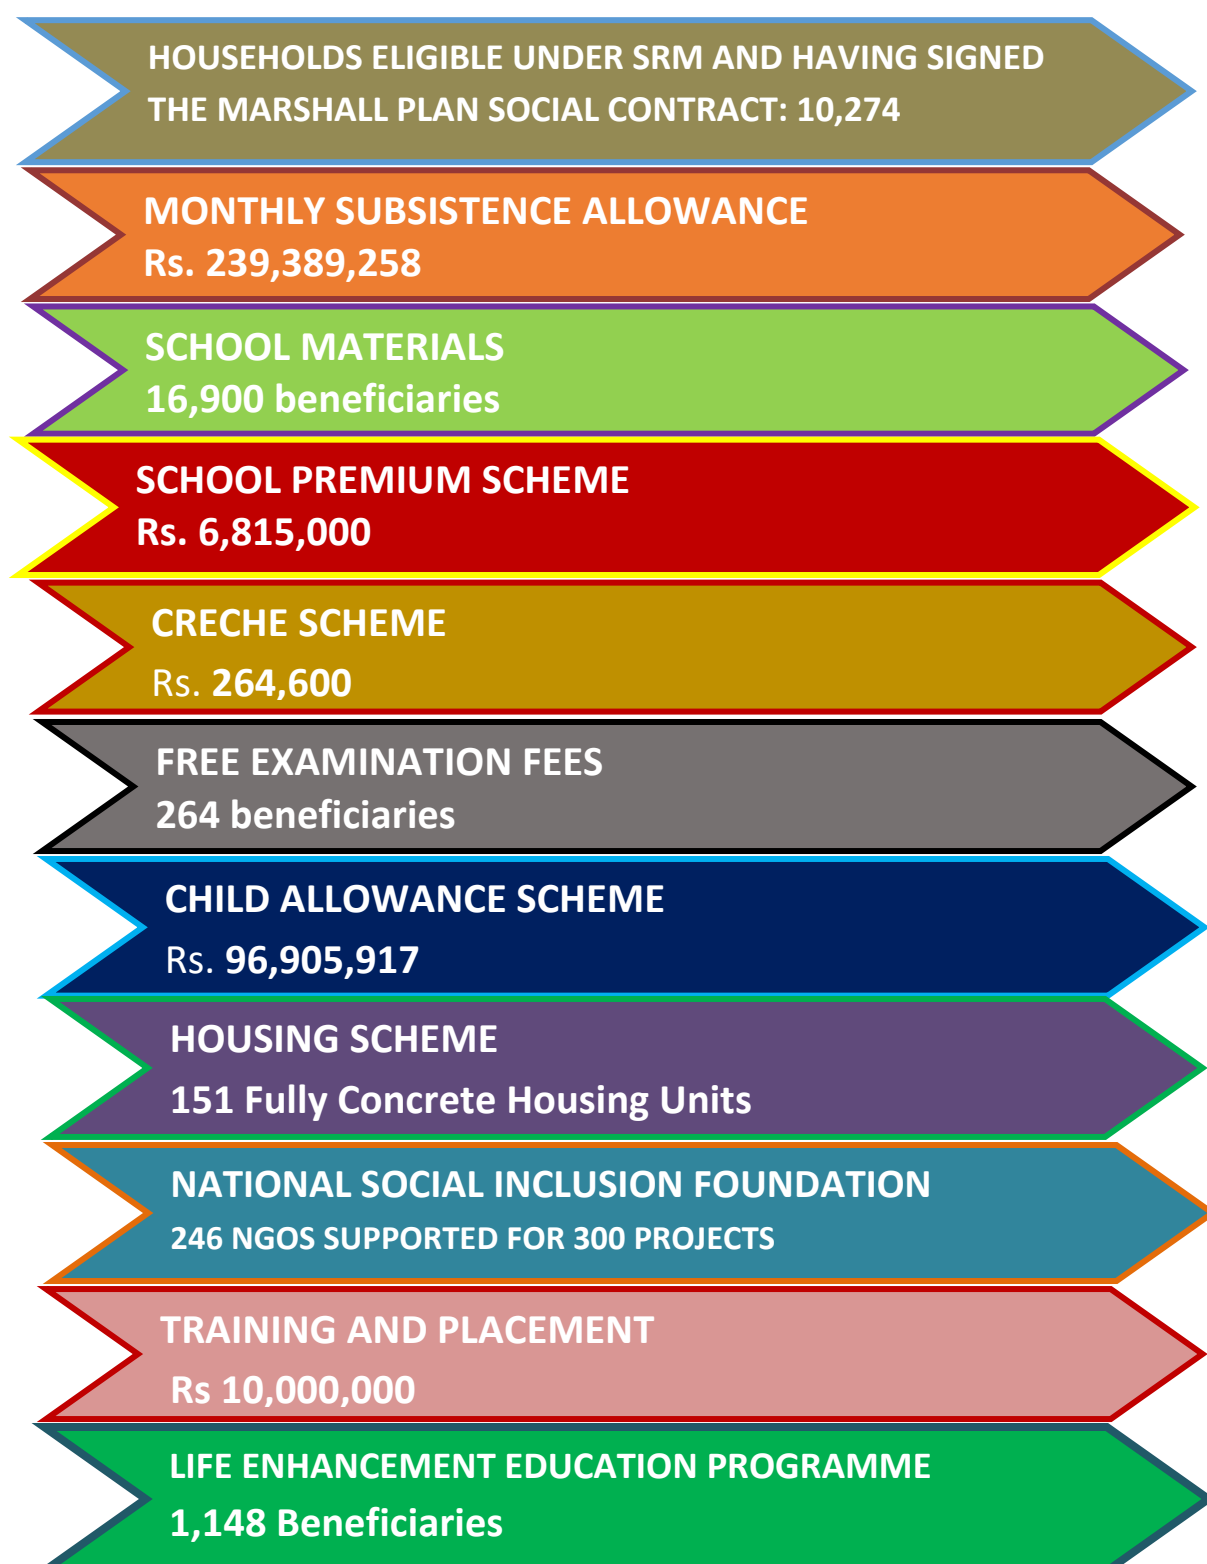 HOUSEHOLDS ELIGIBLE UNDER SRM AND HAVING SIGNED
THE MARSHALL PLAN SOCIAL CONTRACT: 10,274
MONTHLY SUBSISTENCE ALLOWANCE
Rs. 239,389,258
SCHOOL MATERIALS
16,900 beneficiaries
SCHOOL PREMIUM SCHEME
Rs. 6,815,000
CRECHE SCHEME
Rs. 264,600
FREE EXAMINATION FEES
264 beneficiaries
CHILD ALLOWANCE SCHEME
Rs. 96,905,917
HOUSING SCHEME
151 Fully Concrete Housing Units
NATIONAL SOCIAL INCLUSION FOUNDATION
246 NGOS SUPPORTED FOR 300 PROJECTS
TRAINING AND PLACEMENT
Rs 10,000,000
LIFE ENHANCEMENT EDUCATION PROGRAMME
1,148 Beneficiaries